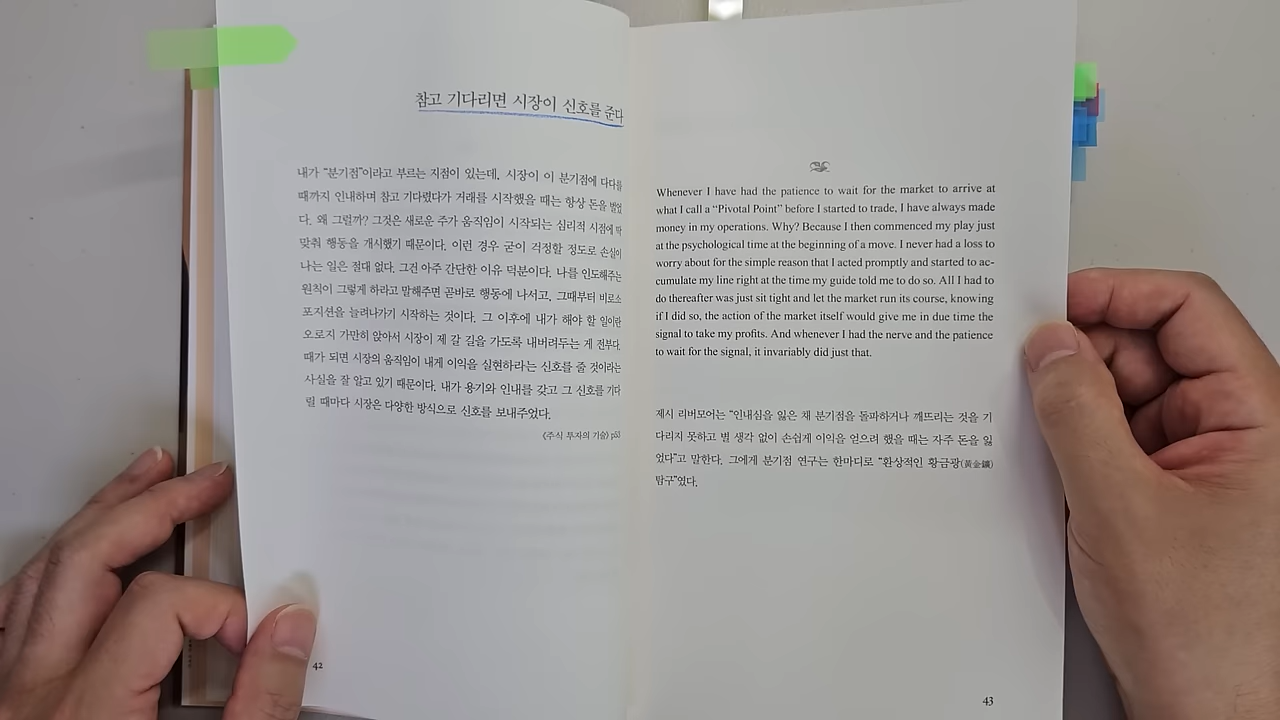 참고 기다리면 시장이 신호를 준다
내가 “분기점”이라고 부르는 지점이 있는데, 시장이 이 분기점에 다다를
때까지 인내하며 참고 기다렸다가 거래를 시작했을 때는 항상 돈을 벌었
다. 왜 그럴까? 그것은 새로운 주가 움직임이 시작되는 심리적 시점에 딱
맞춰 행동을 개시했기 때문이다. 이런 경우 굳이 걱정할 정도로 손실이
나는 일은 절대 없다. 그건 아주 간단한 이유 덕분이다. 나를 인도해주는
원칙이 그렇게 하라고 말해주면 곧바로 행동에 나서고, 그때부터 비로소
포지션을 늘려나가기 시작하는 것이다. 그 이후에 내가 해야 할 일이란
오로지 가만히 앉아서 시장이 제 갈 길을 가도록 내버려두는 게 전부다.
때가 되면 시장의 움직임이 내게 이익을 실현하라는 신호를 줄 것이라는
사실을 잘 알고 있기 때문이다. 내가 용기와 인내를 갖고 그 신호를 기다
릴 때마다 시장은 다양한 방식으로 신호를 보내주었다.
《주식 투자의 기술》 p53
42
Whenever I have had the patience to wait for the market to arrive at
what I call a “Pivotal Point” before I started to trade, I have always made
money in my operations. Why? Because I then commenced my play just
at the psychological time at the beginning of a move. I never had a loss to
worry about for the simple reason that I acted promptly and started to ac-
cumulate my line right at the time my guide told me to do so. All I had to
do thereafter was just sit tight and let the market run its course, knowing
if I did so, the action of the market itself would give me in due time the
signal to take my profits. And whenever I had the nerve and the patience
to wait for the signal, it invariably did just that.
제시 리버모어는 “인내심을 잃은 채 분기점을 돌파하거나 깨뜨리는 것을 기
다리지 못하고 별 생각 없이 손쉽게 이익을 얻으려 했을 때는 자주 돈을 잃
었다”고 말한다. 그에게 분기점 연구는 한마디로 “환상적인 황금광(黃金鑛)
탐구”였다.
43